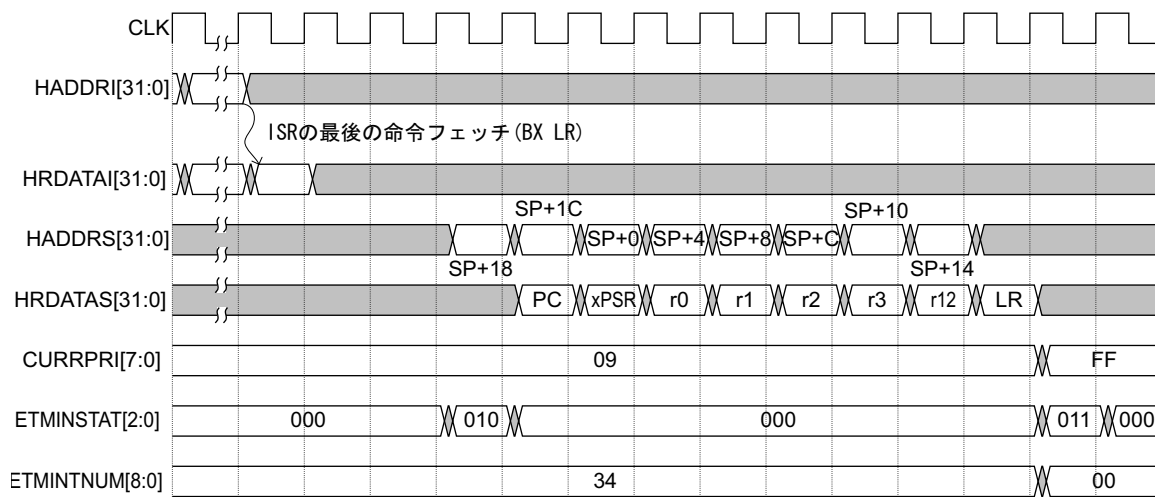 CLK
HADDRI[31:0]
ISRの最後の命令フェッチ(BX LR)
HRDATAI[31:0]
SP+1C SP+10
HADDRS[31:0] SP+0 SP+4 SP+8 SP+C
SP+18 SP+14
HRDATAS[31:0] PC xPSR r0 r1 r2 r3 r12 LR
CURRPRI[7:0] 09 FF
ETMINSTAT[2:0] 000 010 000 011 000
ETMINTNUM[8:0] 34 00